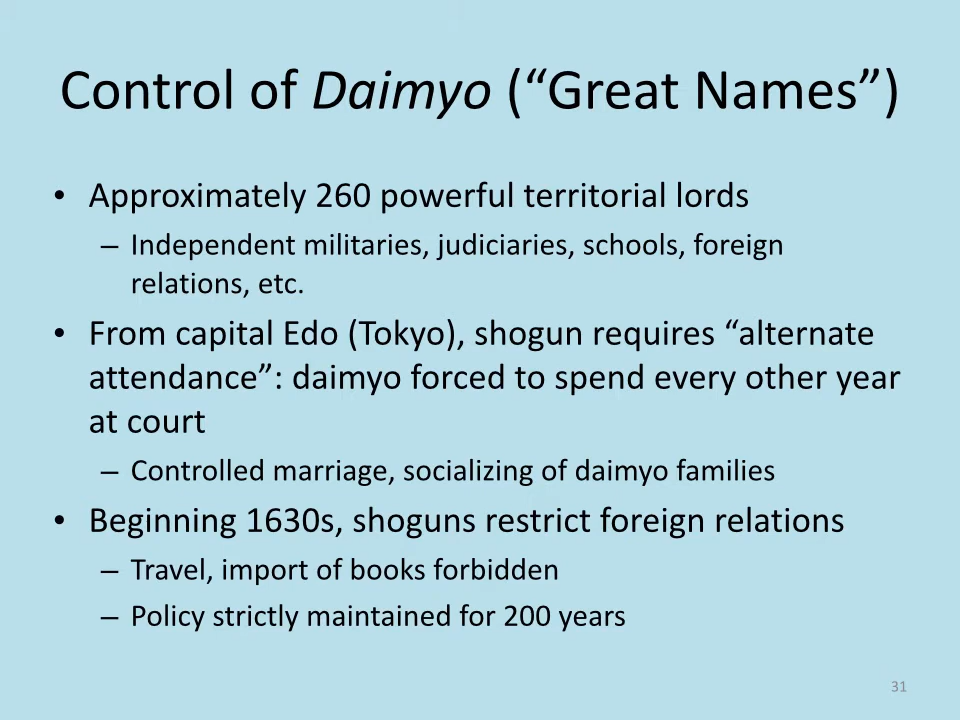 Control of Daimyo (“Great Names”)
• Approximately 260 powerful territorial lords
– Independent militaries, judiciaries, schools, foreign
relations, etc.
• From capital Edo (Tokyo), shogun requires “alternate
attendance”: daimyo forced to spend every other year
at court
– Controlled marriage, socializing of daimyo families
• Beginning 1630s, shoguns restrict foreign relations
– Travel, import of books forbidden
– Policy strictly maintained for 200 years
31